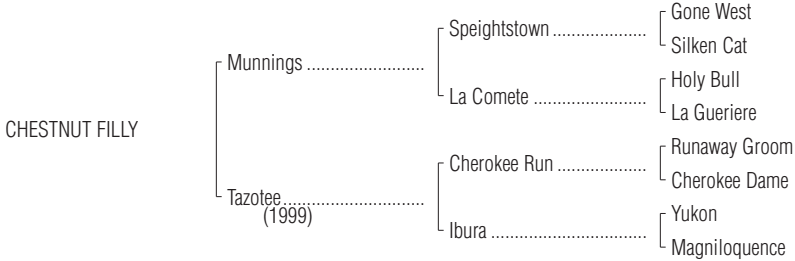 Gone West
Speightstown ....................
Silken Cat
Munnings .........................
Holy Bull
La Comete ........................
La Gueriere
CHESTNUT FILLY
Runaway Groom
Cherokee Run ...................
Cherokee Dame
Tazotee..............................
(1999)
Yukon
Ibura .................................
Magniloquence